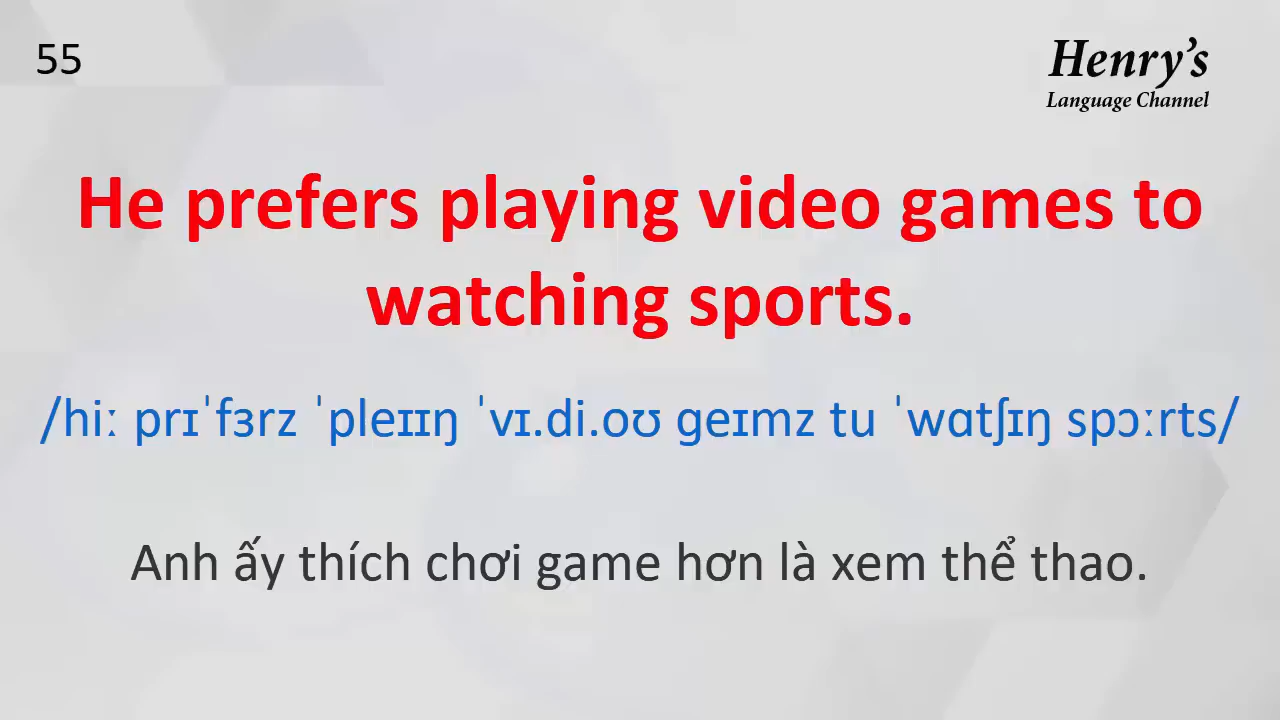 55
Henry’s
Language Channel
He prefers playing video games to
watching sports.
/hiː prɪˈfɜrz ˈpleɪɪŋ ˈvɪ.di.oʊ ɡeɪmz tu ˈwɑtʃɪŋ spɔːrts/
Anh ấy thích chơi game hơn là xem thể thao.